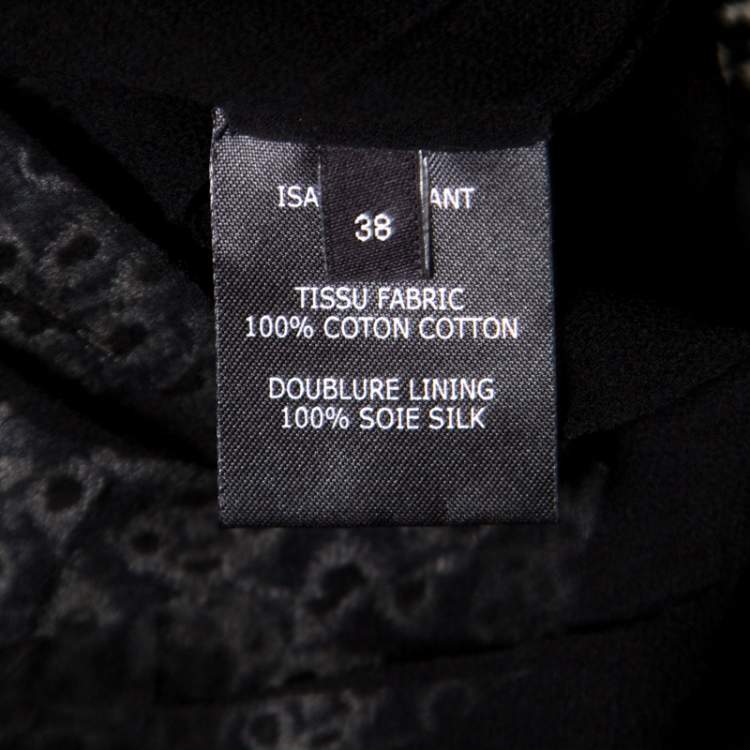 ISA ANT
38
TISSU FABRIC
100% COTON COTTON
DOUBLURE LINING
100% SOIE SILK